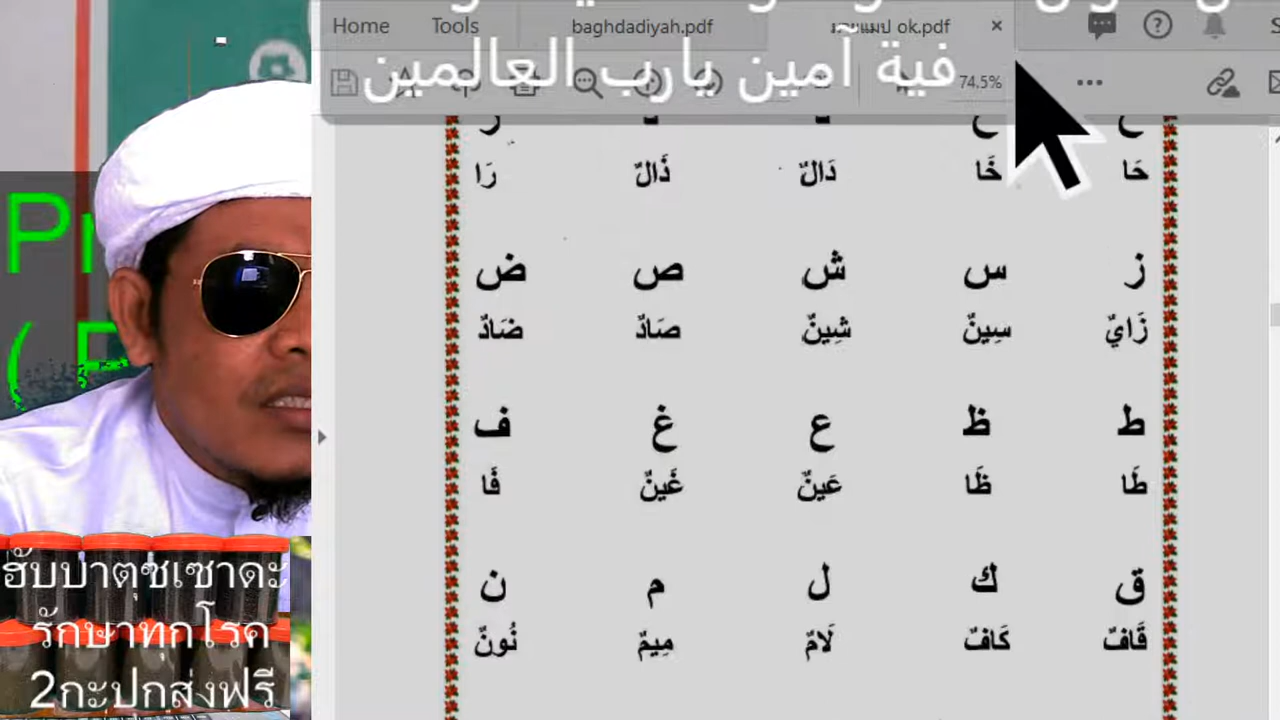 Home Tools baghdadiyah.pdf ok.pdf
فية آمين يارب العالمين
74.5%
حَا خَا دَالٌ ذَالٌ رَا
ز س ش ص ض
زَايٌ سِينٌ شِينٌ صَادٌ ضَادٌ
ط ظ ع غ ف
طَا ظَا عَينٌ غَينٌ فَا
ق ك ل م ن
قَافٌ كَافٌ لَامٌ مِيمٌ نُونٌ
ฮับบาตุซเซาดะ
รักษาทุกโรค
2กะปุกส่งฟรี